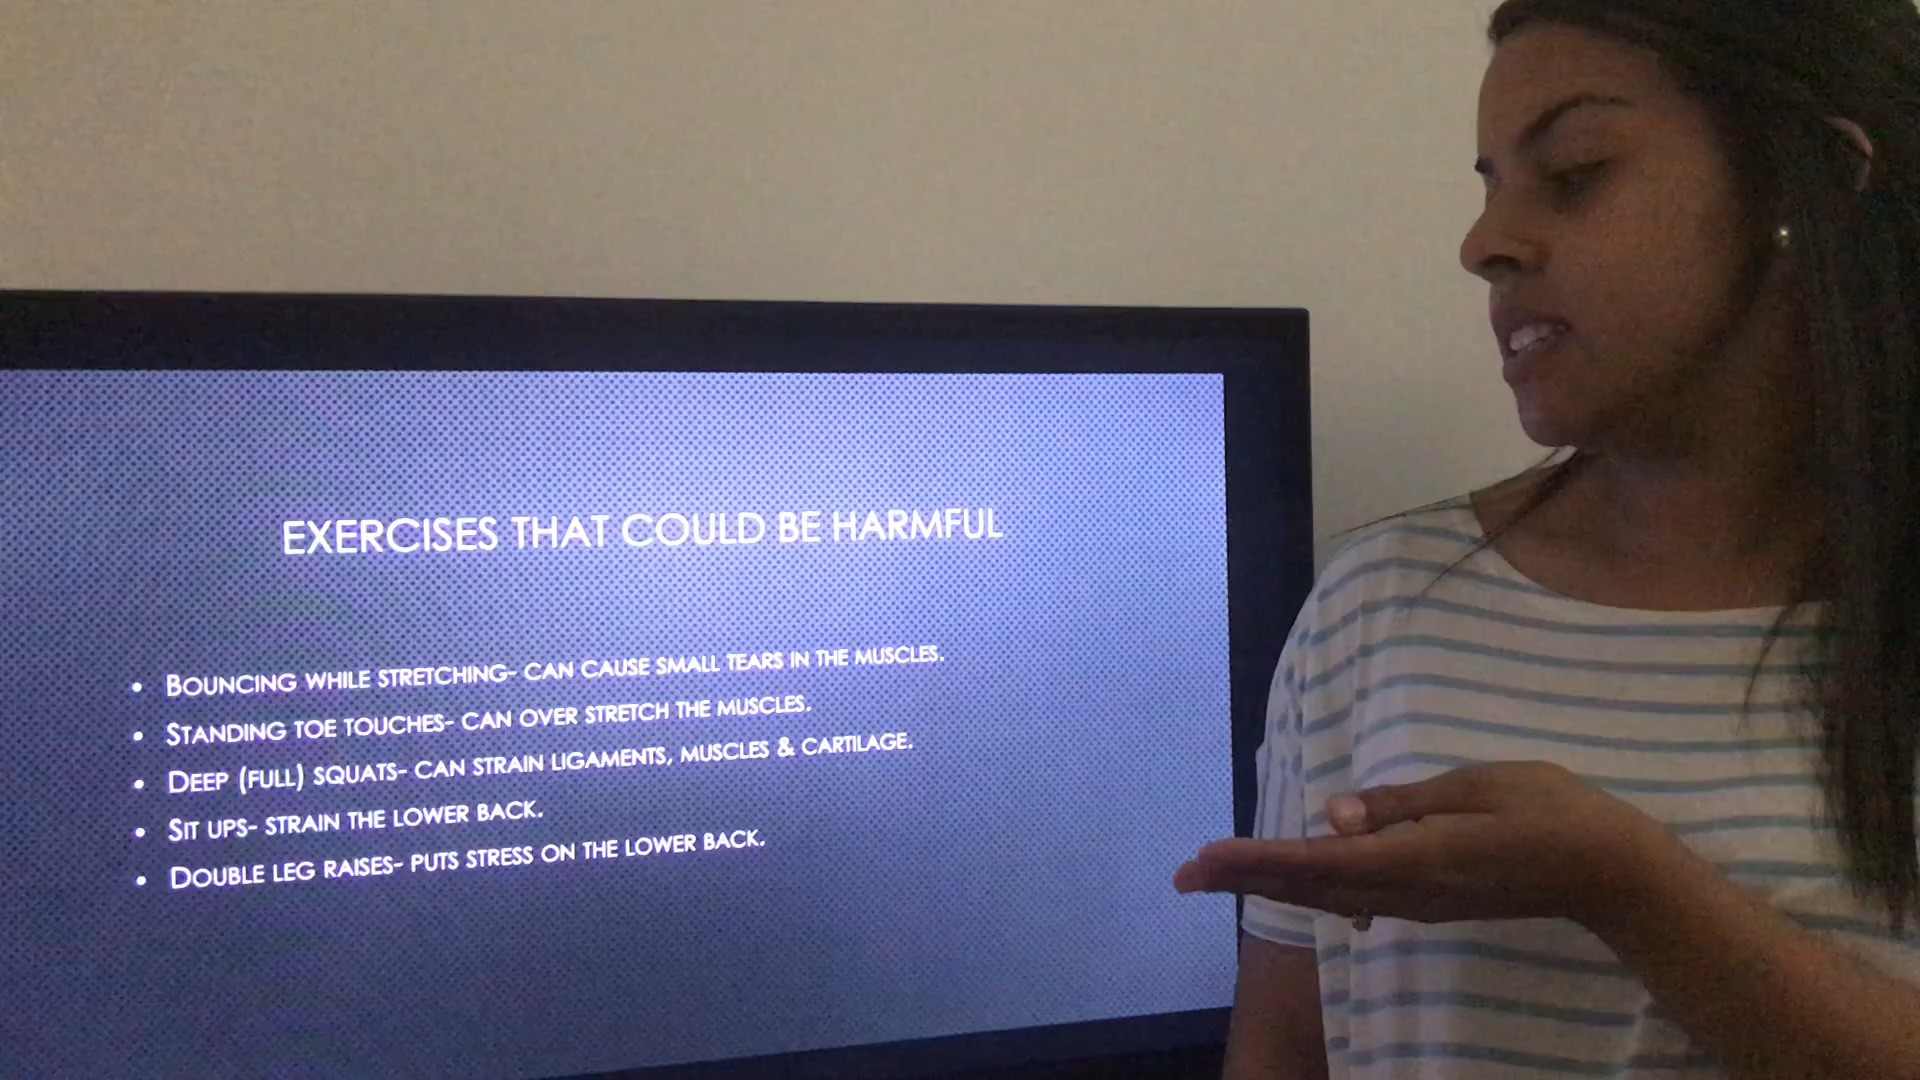 EXERCISES THAT COULD BE HARMFUL
• BOUNCING WHILE STRETCHING- CAN CAUSE SMALL TEARS IN THE MUSCLES.
• STANDING TOE TOUCHES- CAN OVER STRETCH THE MUSCLES.
• DEEP (FULL) SQUATS- CAN STRAIN LIGAMENTS, MUSCLES & CARTILAGE.
• SIT UPS- STRAIN THE LOWER BACK.
• DOUBLE LEG RAISES- PUTS STRESS ON THE LOWER BACK.